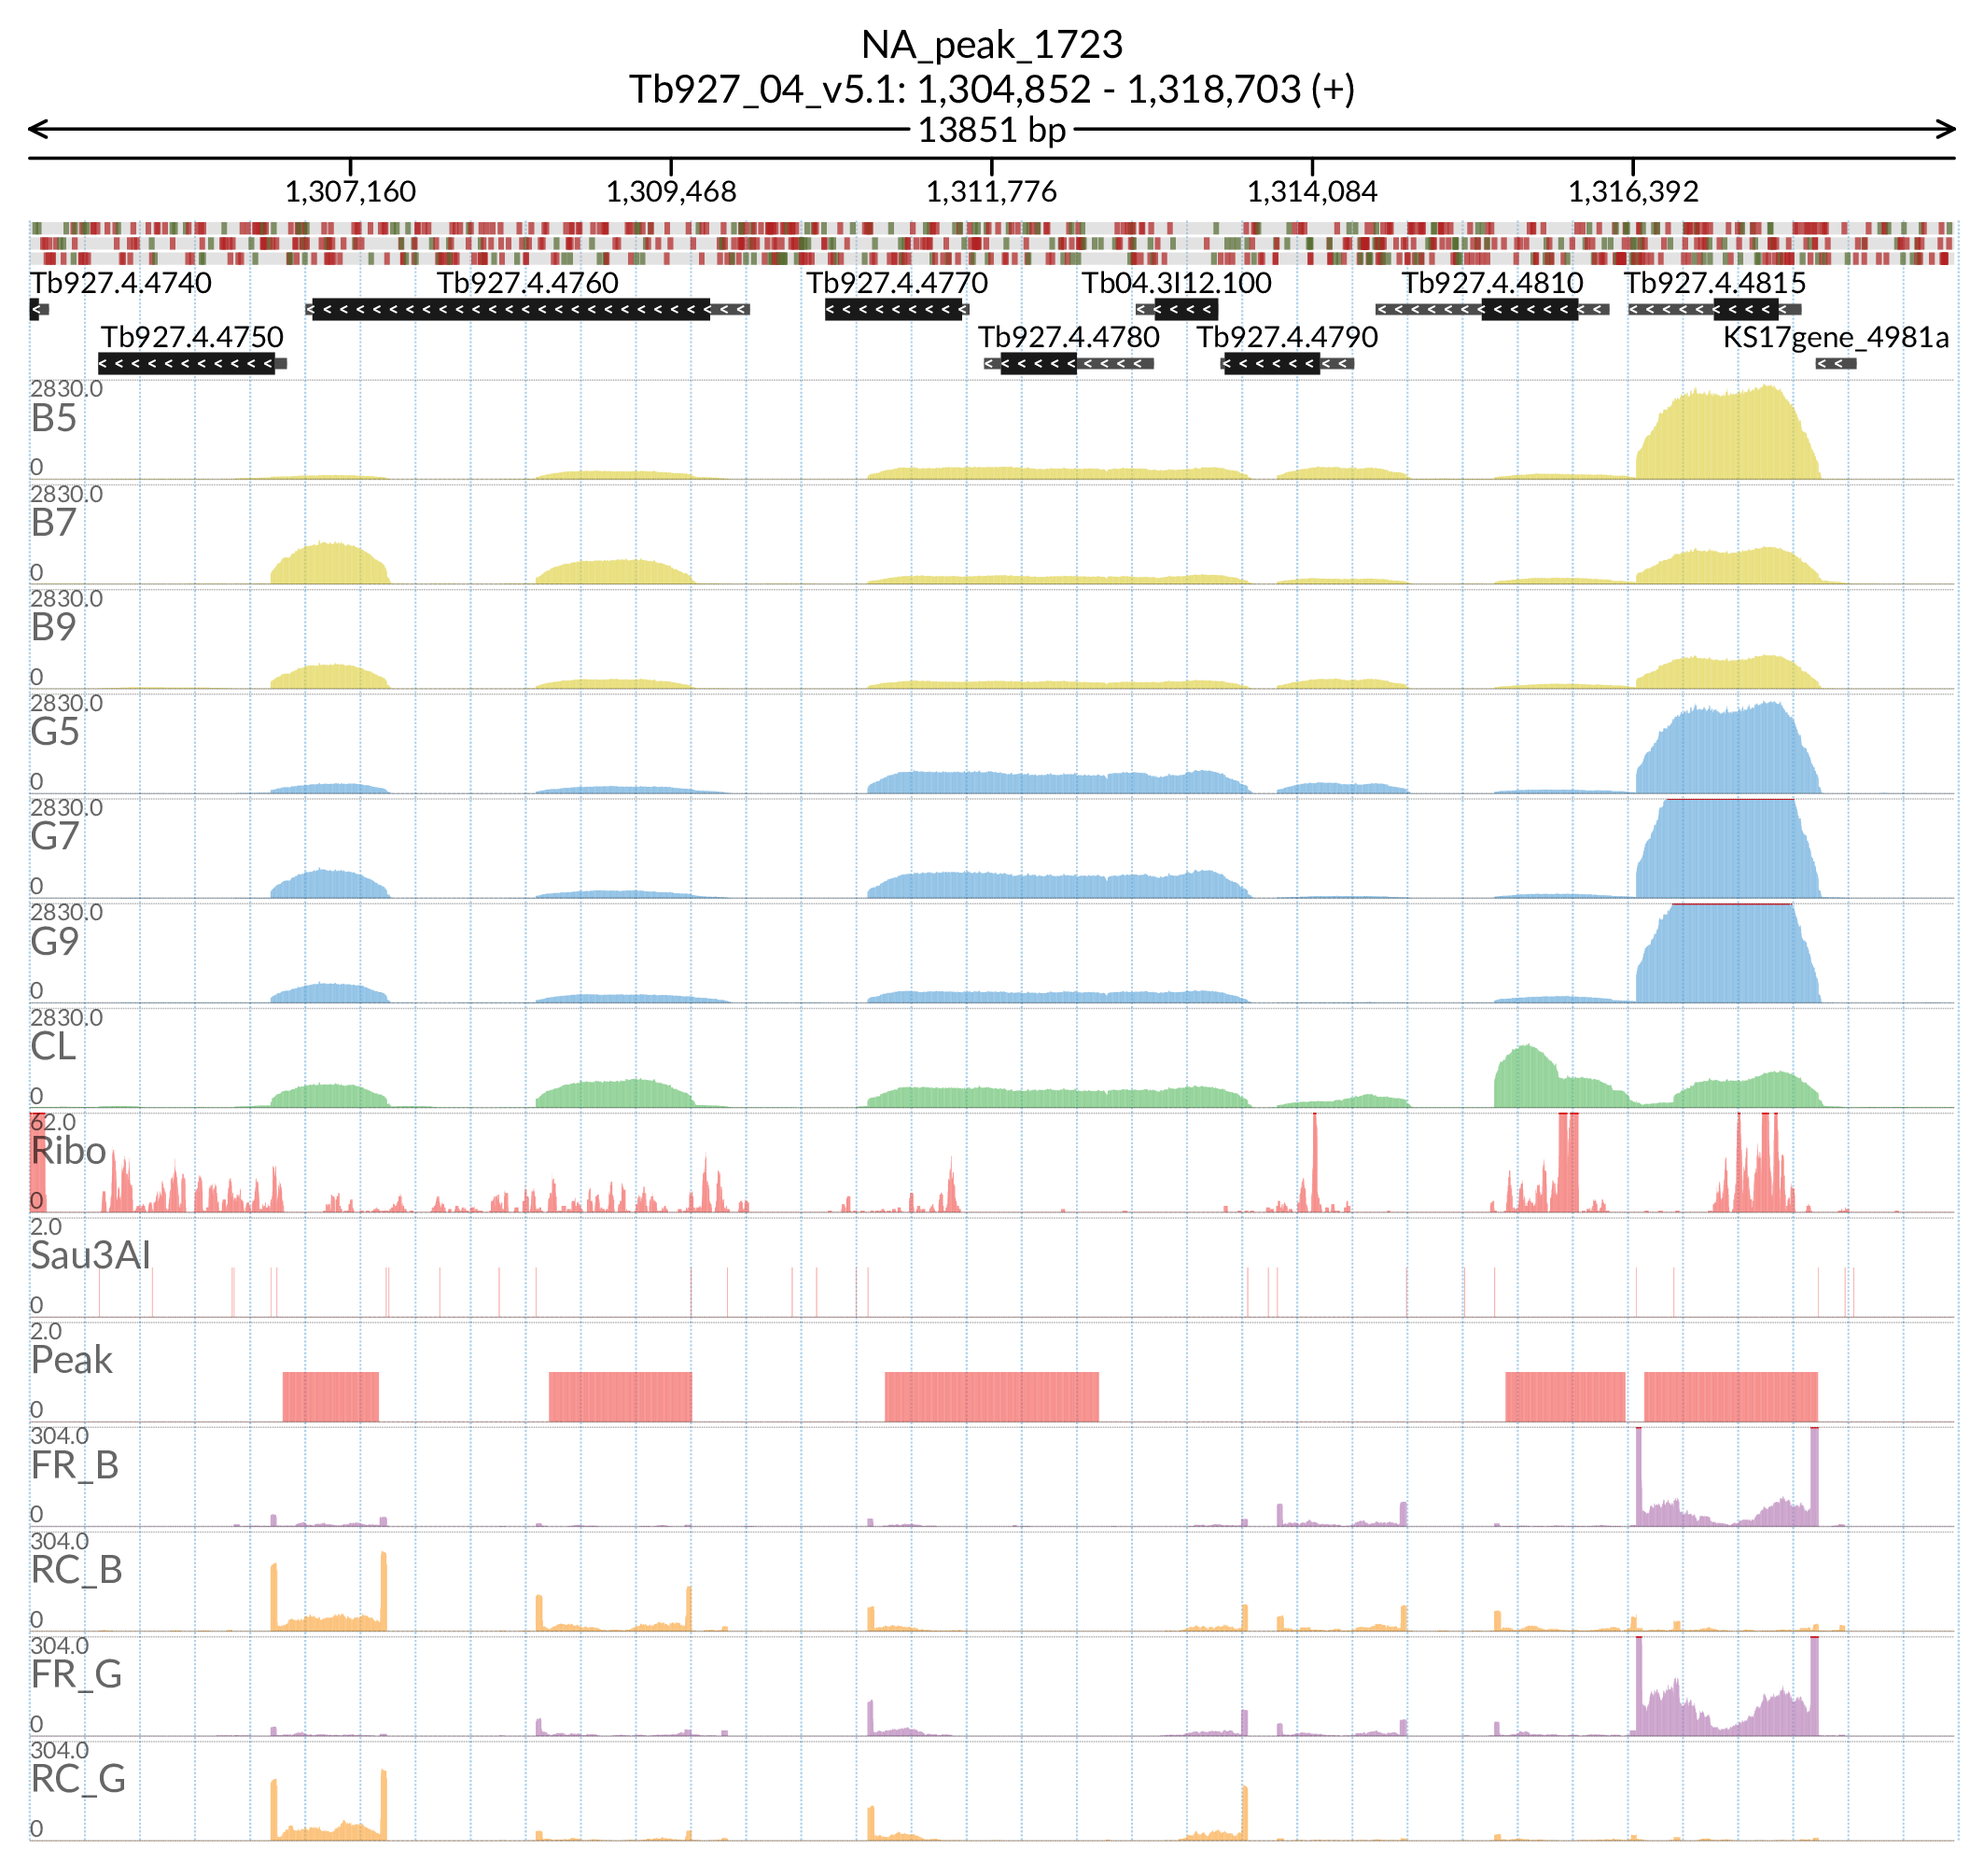 NA_peak_1723
Tb927_04_v5.1: 1,304,852 - 1,318,703 (+)
13851 bp
1,307,160 1,309,468 1,311,776 1,314,084 1,316,392
Tb927.4.4740 Tb927.4.4760 Tb927.4.4770 Tb04.3I12.100 Tb927.4.4810 Tb927.4.4815
Tb927.4.4750 Tb927.4.4780 Tb927.4.4790 KS17gene_4981a
2830.0
B5
0
2830.0
B7
0
2830.0
B9
0
2830.0
G5
0
2830.0
G7
0
2830.0
G9
0
2830.0
CL
0
62.0
Ribo
0
2.0
Sau3AI
0
2.0
Peak
0
304.0
FR_B
0
304.0
RC_B
0
304.0
FR_G
0
304.0
RC_G
0